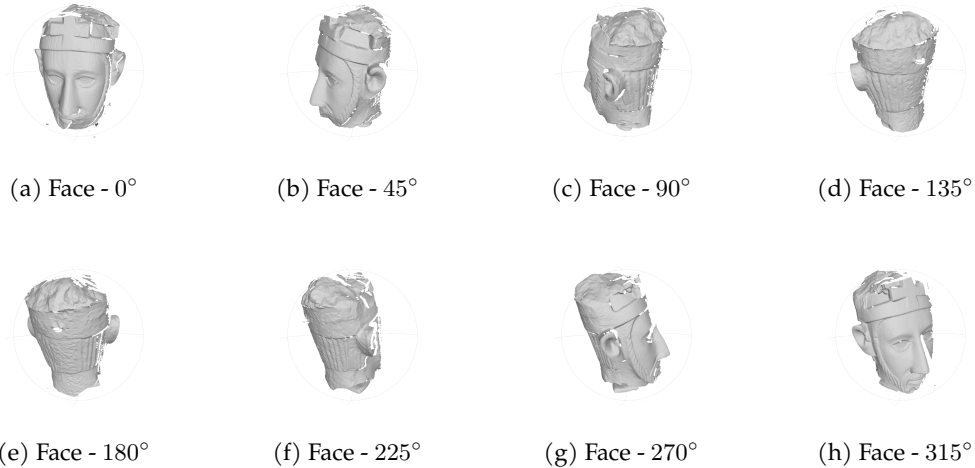 (a) Face - 0° (b) Face - 45° (c) Face - 90° (d) Face - 135°
(e) Face - 180° (f) Face - 225° (g) Face - 270° (h) Face - 315°